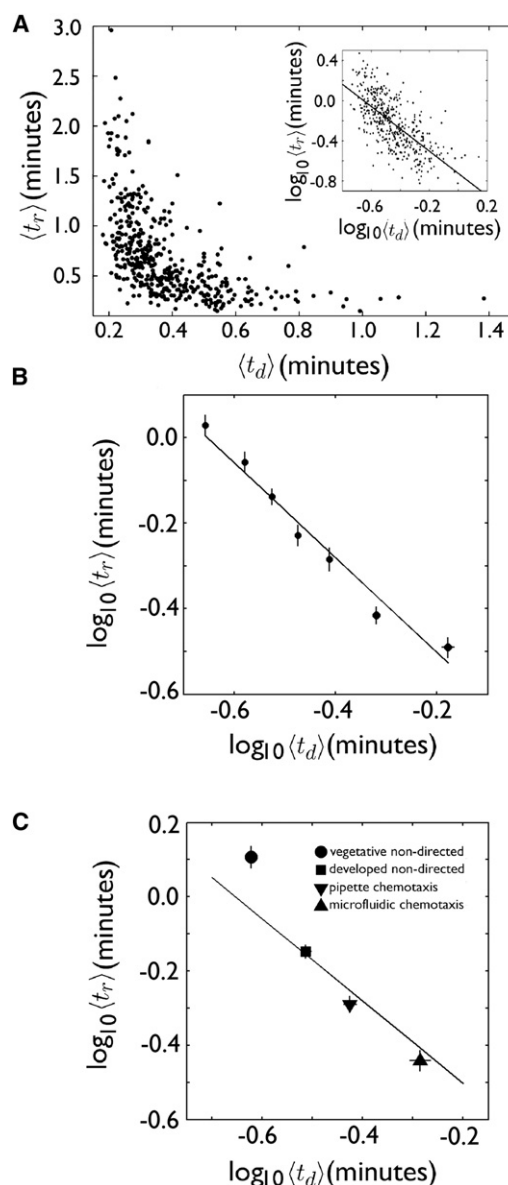 A
3.0
2.5
2.0
1.5
1.0
0.5
⟨t_r⟩ (minutes)
0.2 0.4 0.6 0.8 1.0 1.2 1.4
⟨t_d⟩ (minutes)
0.4
0.0
-0.4
-0.8
log10⟨t_r⟩ (minutes)
-0.6 -0.2 0.2
log10⟨t_d⟩ (minutes)
B
0.0
-0.2
-0.4
-0.6
log10⟨t_r⟩ (minutes)
-0.6 -0.4 -0.2
log10⟨t_d⟩ (minutes)
C
0.2
0.0
-0.2
-0.4
-0.6
log10⟨t_r⟩ (minutes)
vegetative non-directed
developed non-directed
pipette chemotaxis
microfluidic chemotaxis
-0.6 -0.4 -0.2
log10⟨t_d⟩ (minutes)